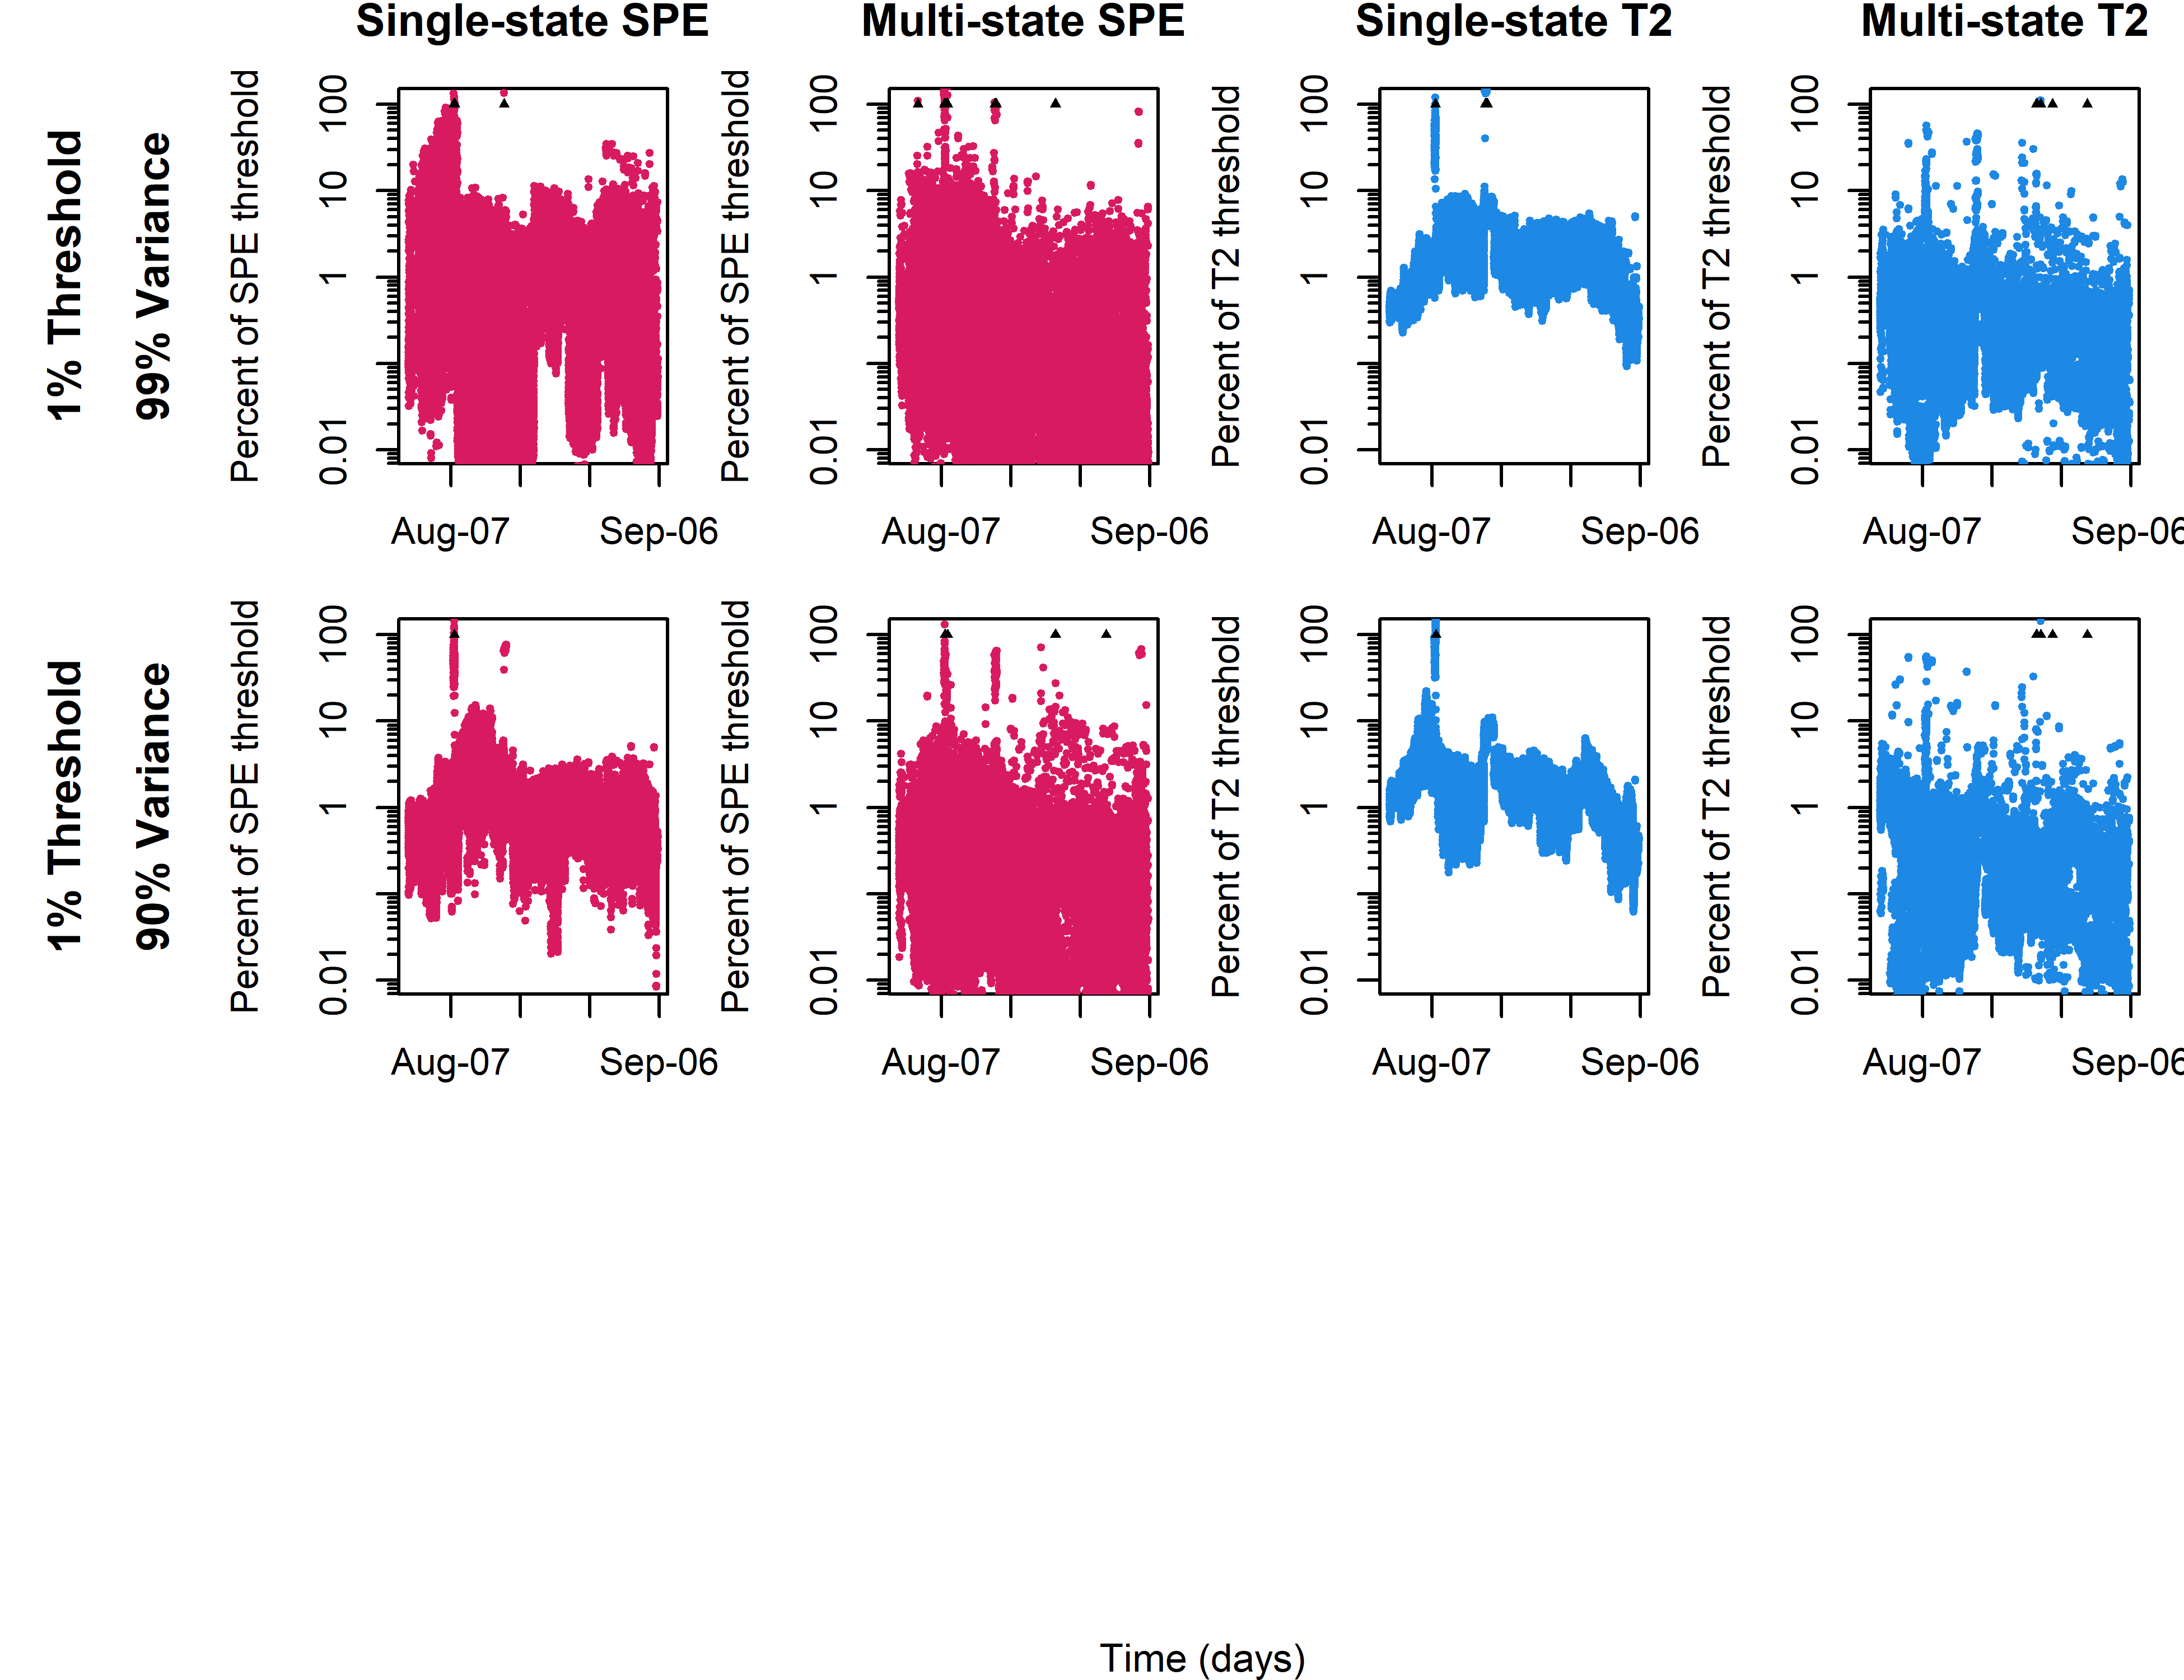 Single-state SPE Multi-state SPE Single-state T2 Multi-state T2
1% Threshold
99% Variance
Percent of SPE threshold
100
10
1
0.01
Aug-07 Sep-06
Percent of SPE threshold
100
10
1
0.01
Aug-07 Sep-06
Percent of T2 threshold
100
10
1
0.01
Aug-07 Sep-06
Percent of T2 threshold
100
10
1
0.01
Aug-07 Sep-06
1% Threshold
90% Variance
Percent of SPE threshold
100
10
1
0.01
Aug-07 Sep-06
Percent of SPE threshold
100
10
1
0.01
Aug-07 Sep-06
Percent of T2 threshold
100
10
1
0.01
Aug-07 Sep-06
Percent of T2 threshold
100
10
1
0.01
Aug-07 Sep-06
Time (days)